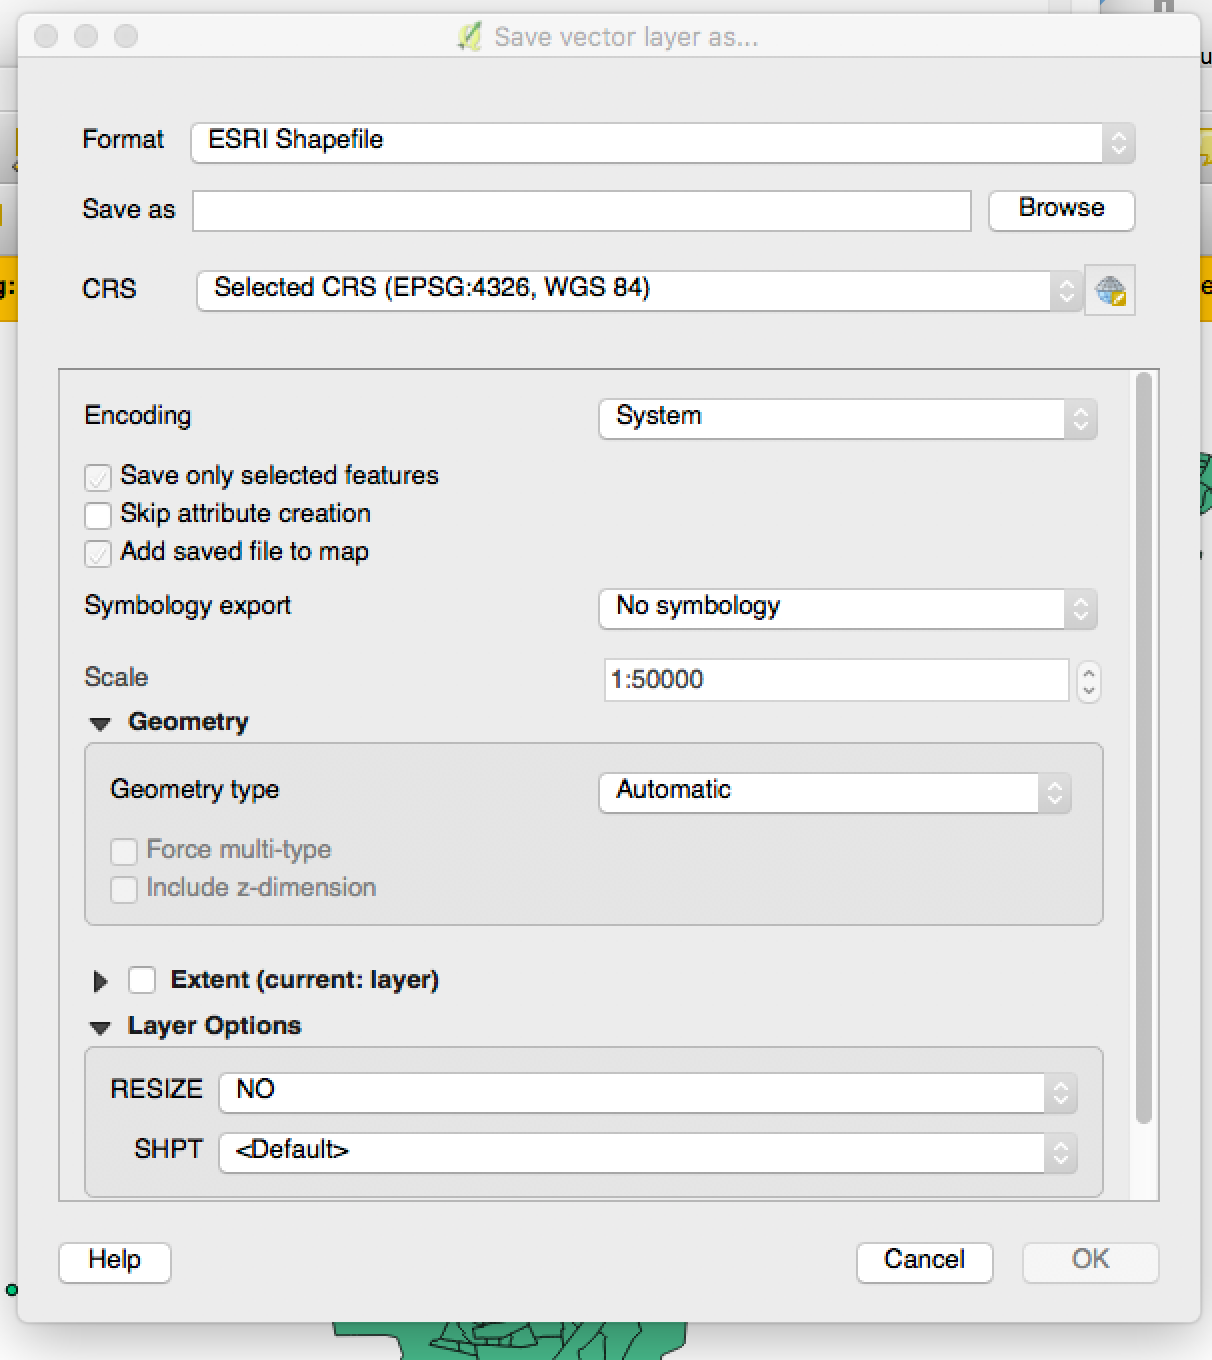 Save vector layer as...
Format ESRI Shapefile
Save as Browse
CRS Selected CRS (EPSG:4326, WGS 84)
Encoding System
Save only selected features
Skip attribute creation
Add saved file to map
Symbology export No symbology
Scale 1:50000
Geometry
Geometry type Automatic
Force multi-type
Include z-dimension
Extent (current: layer)
Layer Options
RESIZE NO
SHPT <Default>
Help Cancel OK